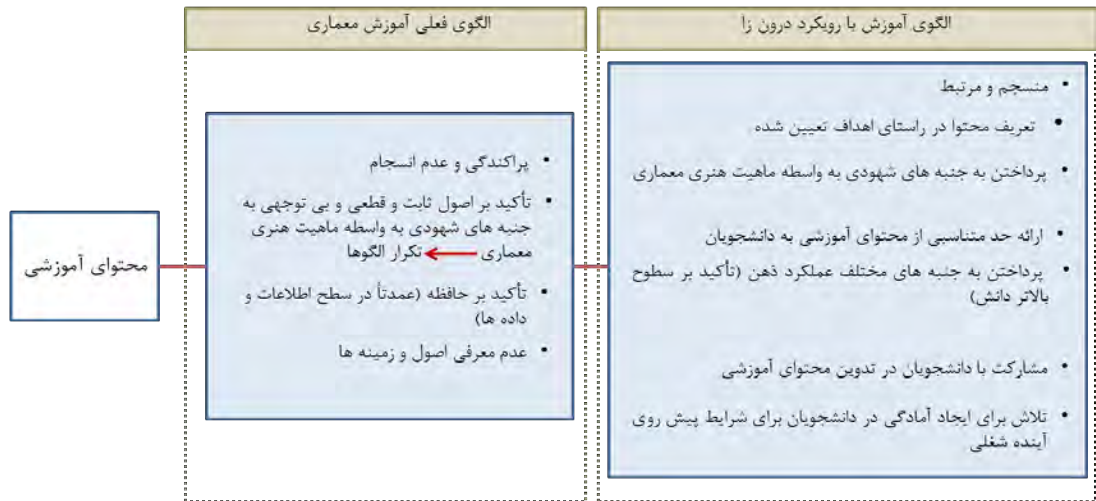 الگوی آموزش با رویکرد درون زا
منسجم و مرتبط
تعریف محتوا در راستای اهداف تعیین شده
پرداختن به جنبه های شهودی به واسطه ماهیت هنری معماری
ارائه حد متناسبی از محتوای آموزشی به دانشجویان
پرداختن به جنبه های مختلف عملکرد ذهن (تأکید بر سطوح
بالاتر دانش)
مشارکت با دانشجویان در تدوین محتوای آموزشی
تلاش برای ایجاد آمادگی در دانشجویان برای شرایط پیش روی
آینده شغلی
الگوی فعلی آموزش معماری
پراکندگی و عدم انسجام
تأکید بر اصول ثابت و قطعی و بی توجهی به
جنبه های شهودی به واسطه ماهیت هنری
معماری تکرار الگوها
تأکید بر حافظه (عمدتاً در سطح اطلاعات و
داده ها)
عدم معرفی اصول و زمینه ها
محتوای آموزشی